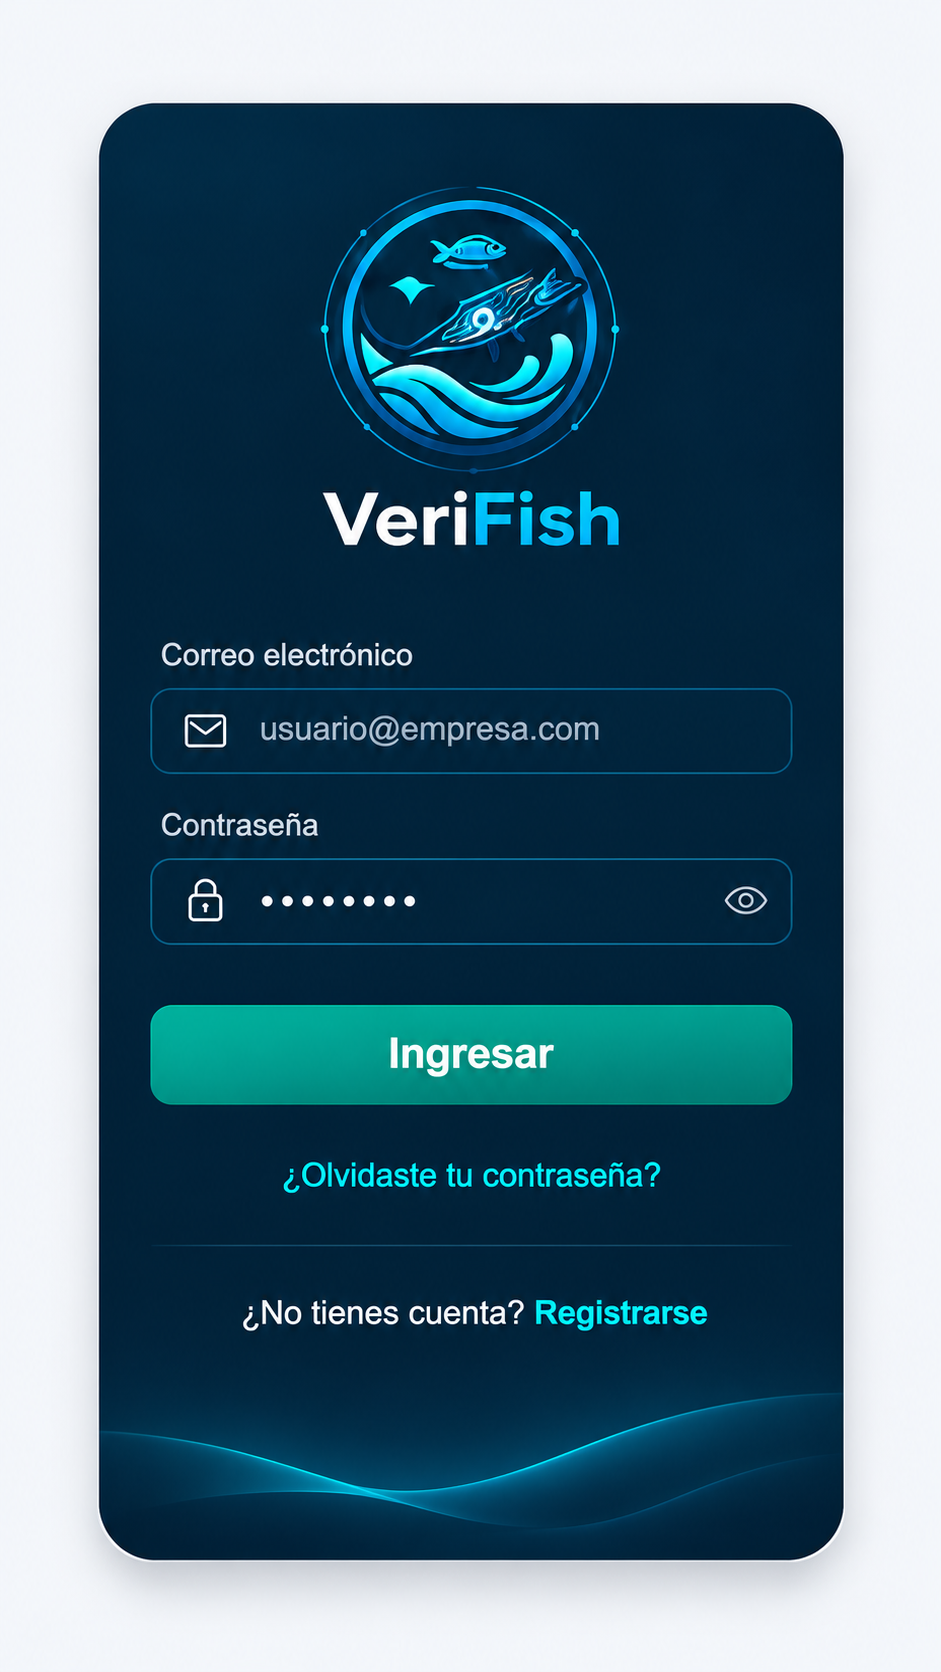 VeriFish
Correo electrónico
usuario@empresa.com
Contraseña
••••••••
Ingresar
¿Olvidaste tu contraseña?
¿No tienes cuenta? Registrarse